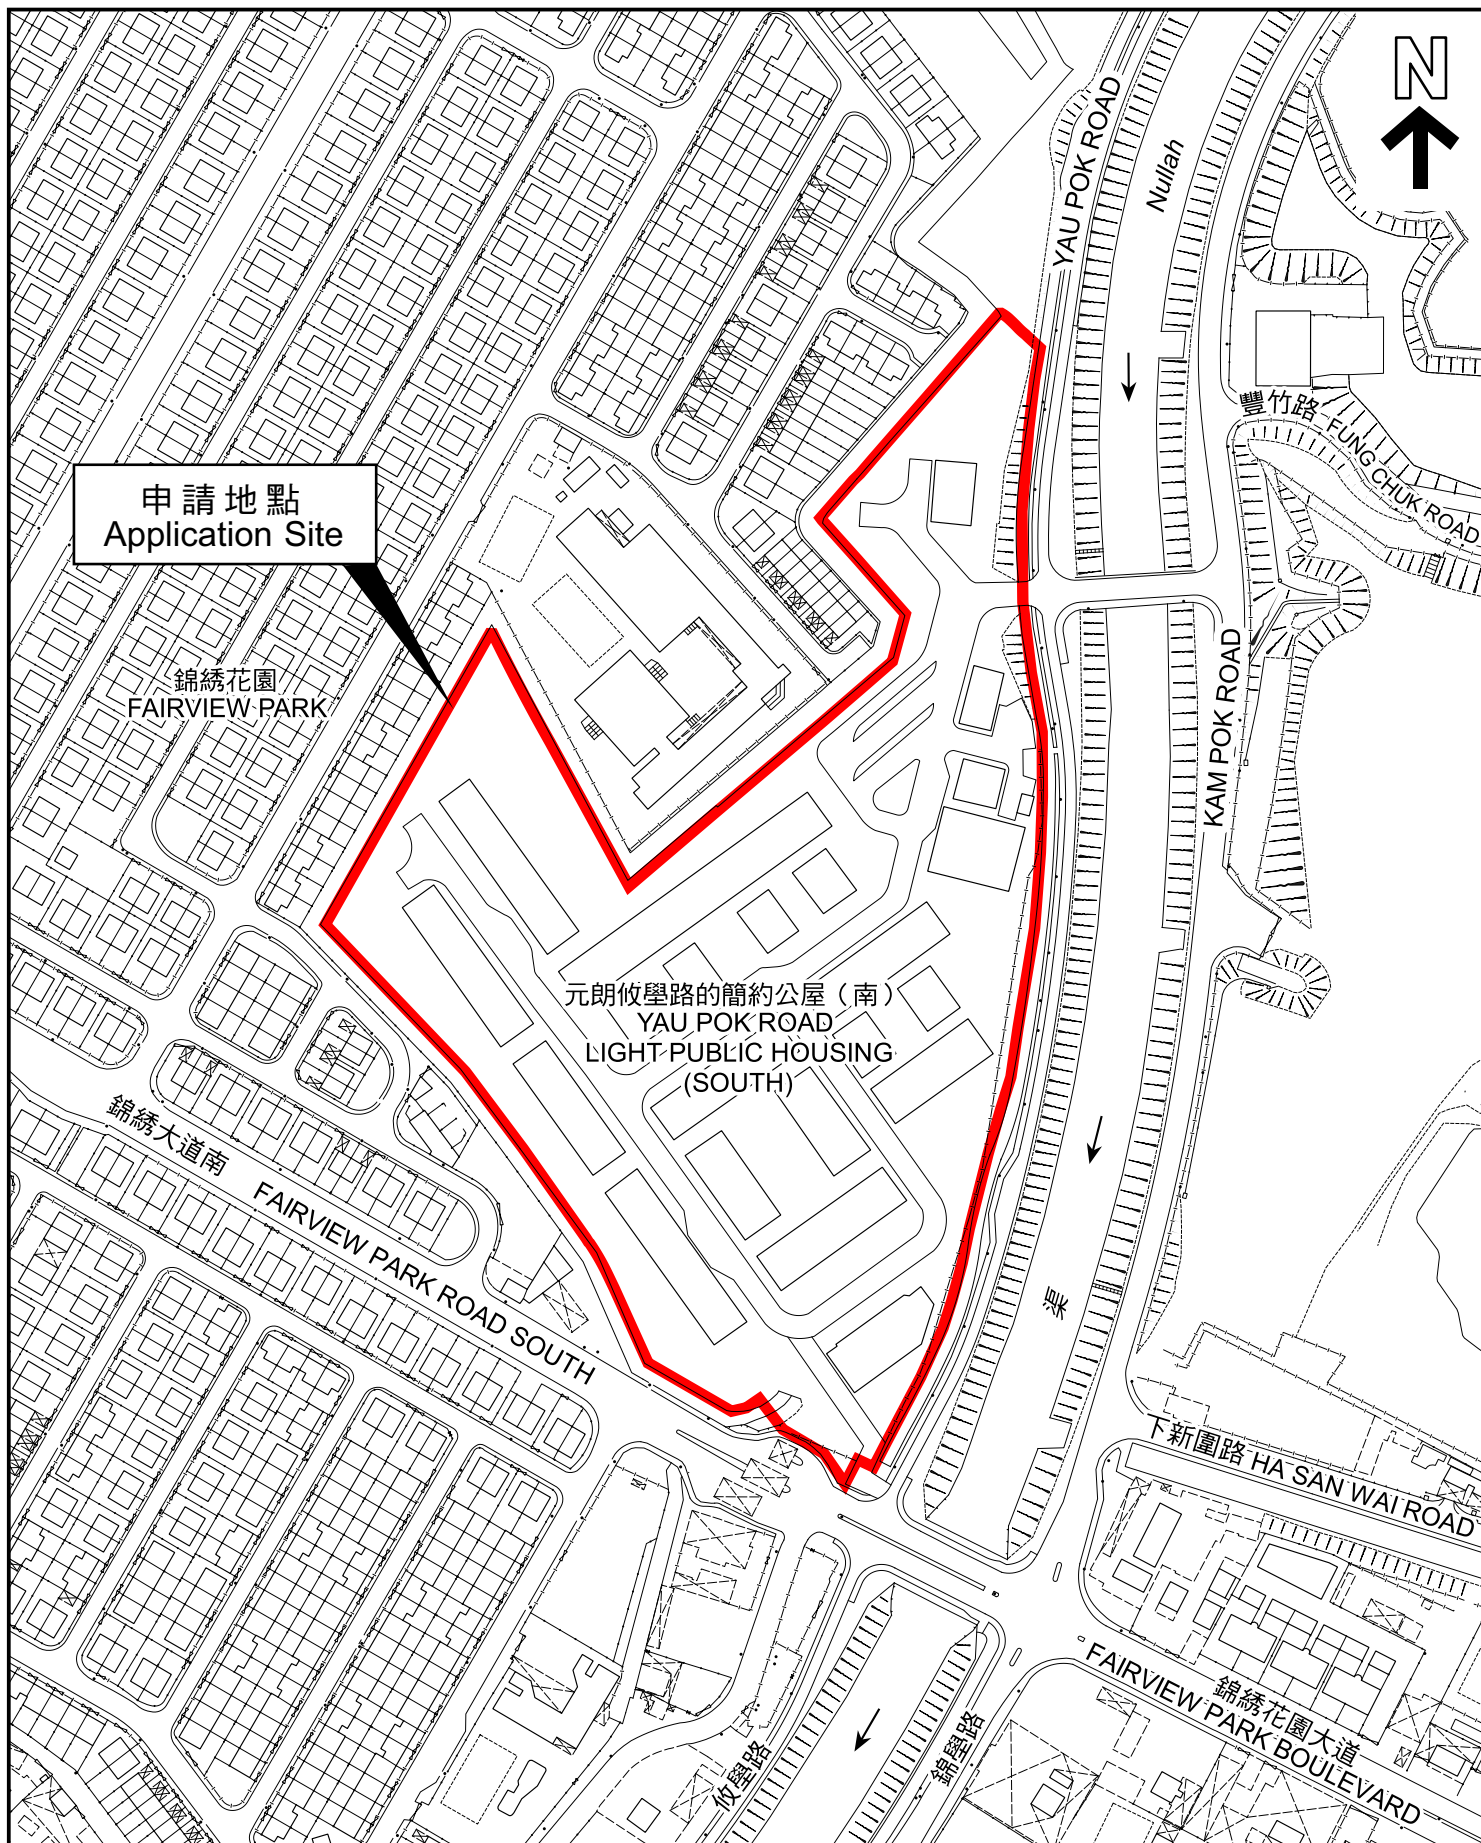 N
YAU POK ROAD
Nullah
豐竹路 FUNG CHUK ROAD
申請地點
Application Site
錦綉花園
FAIRVIEW PARK
KAM POK ROAD
元朗攸壆路的簡約公屋（南）
YAU POK ROAD
LIGHT PUBLIC HOUSING
(SOUTH)
錦綉大道南 FAIRVIEW PARK ROAD SOUTH
渠
下新圍路 HA SAN WAI ROAD
錦綉花園大道
FAIRVIEW PARK BOULEVARD
攸壆路
錦壆路